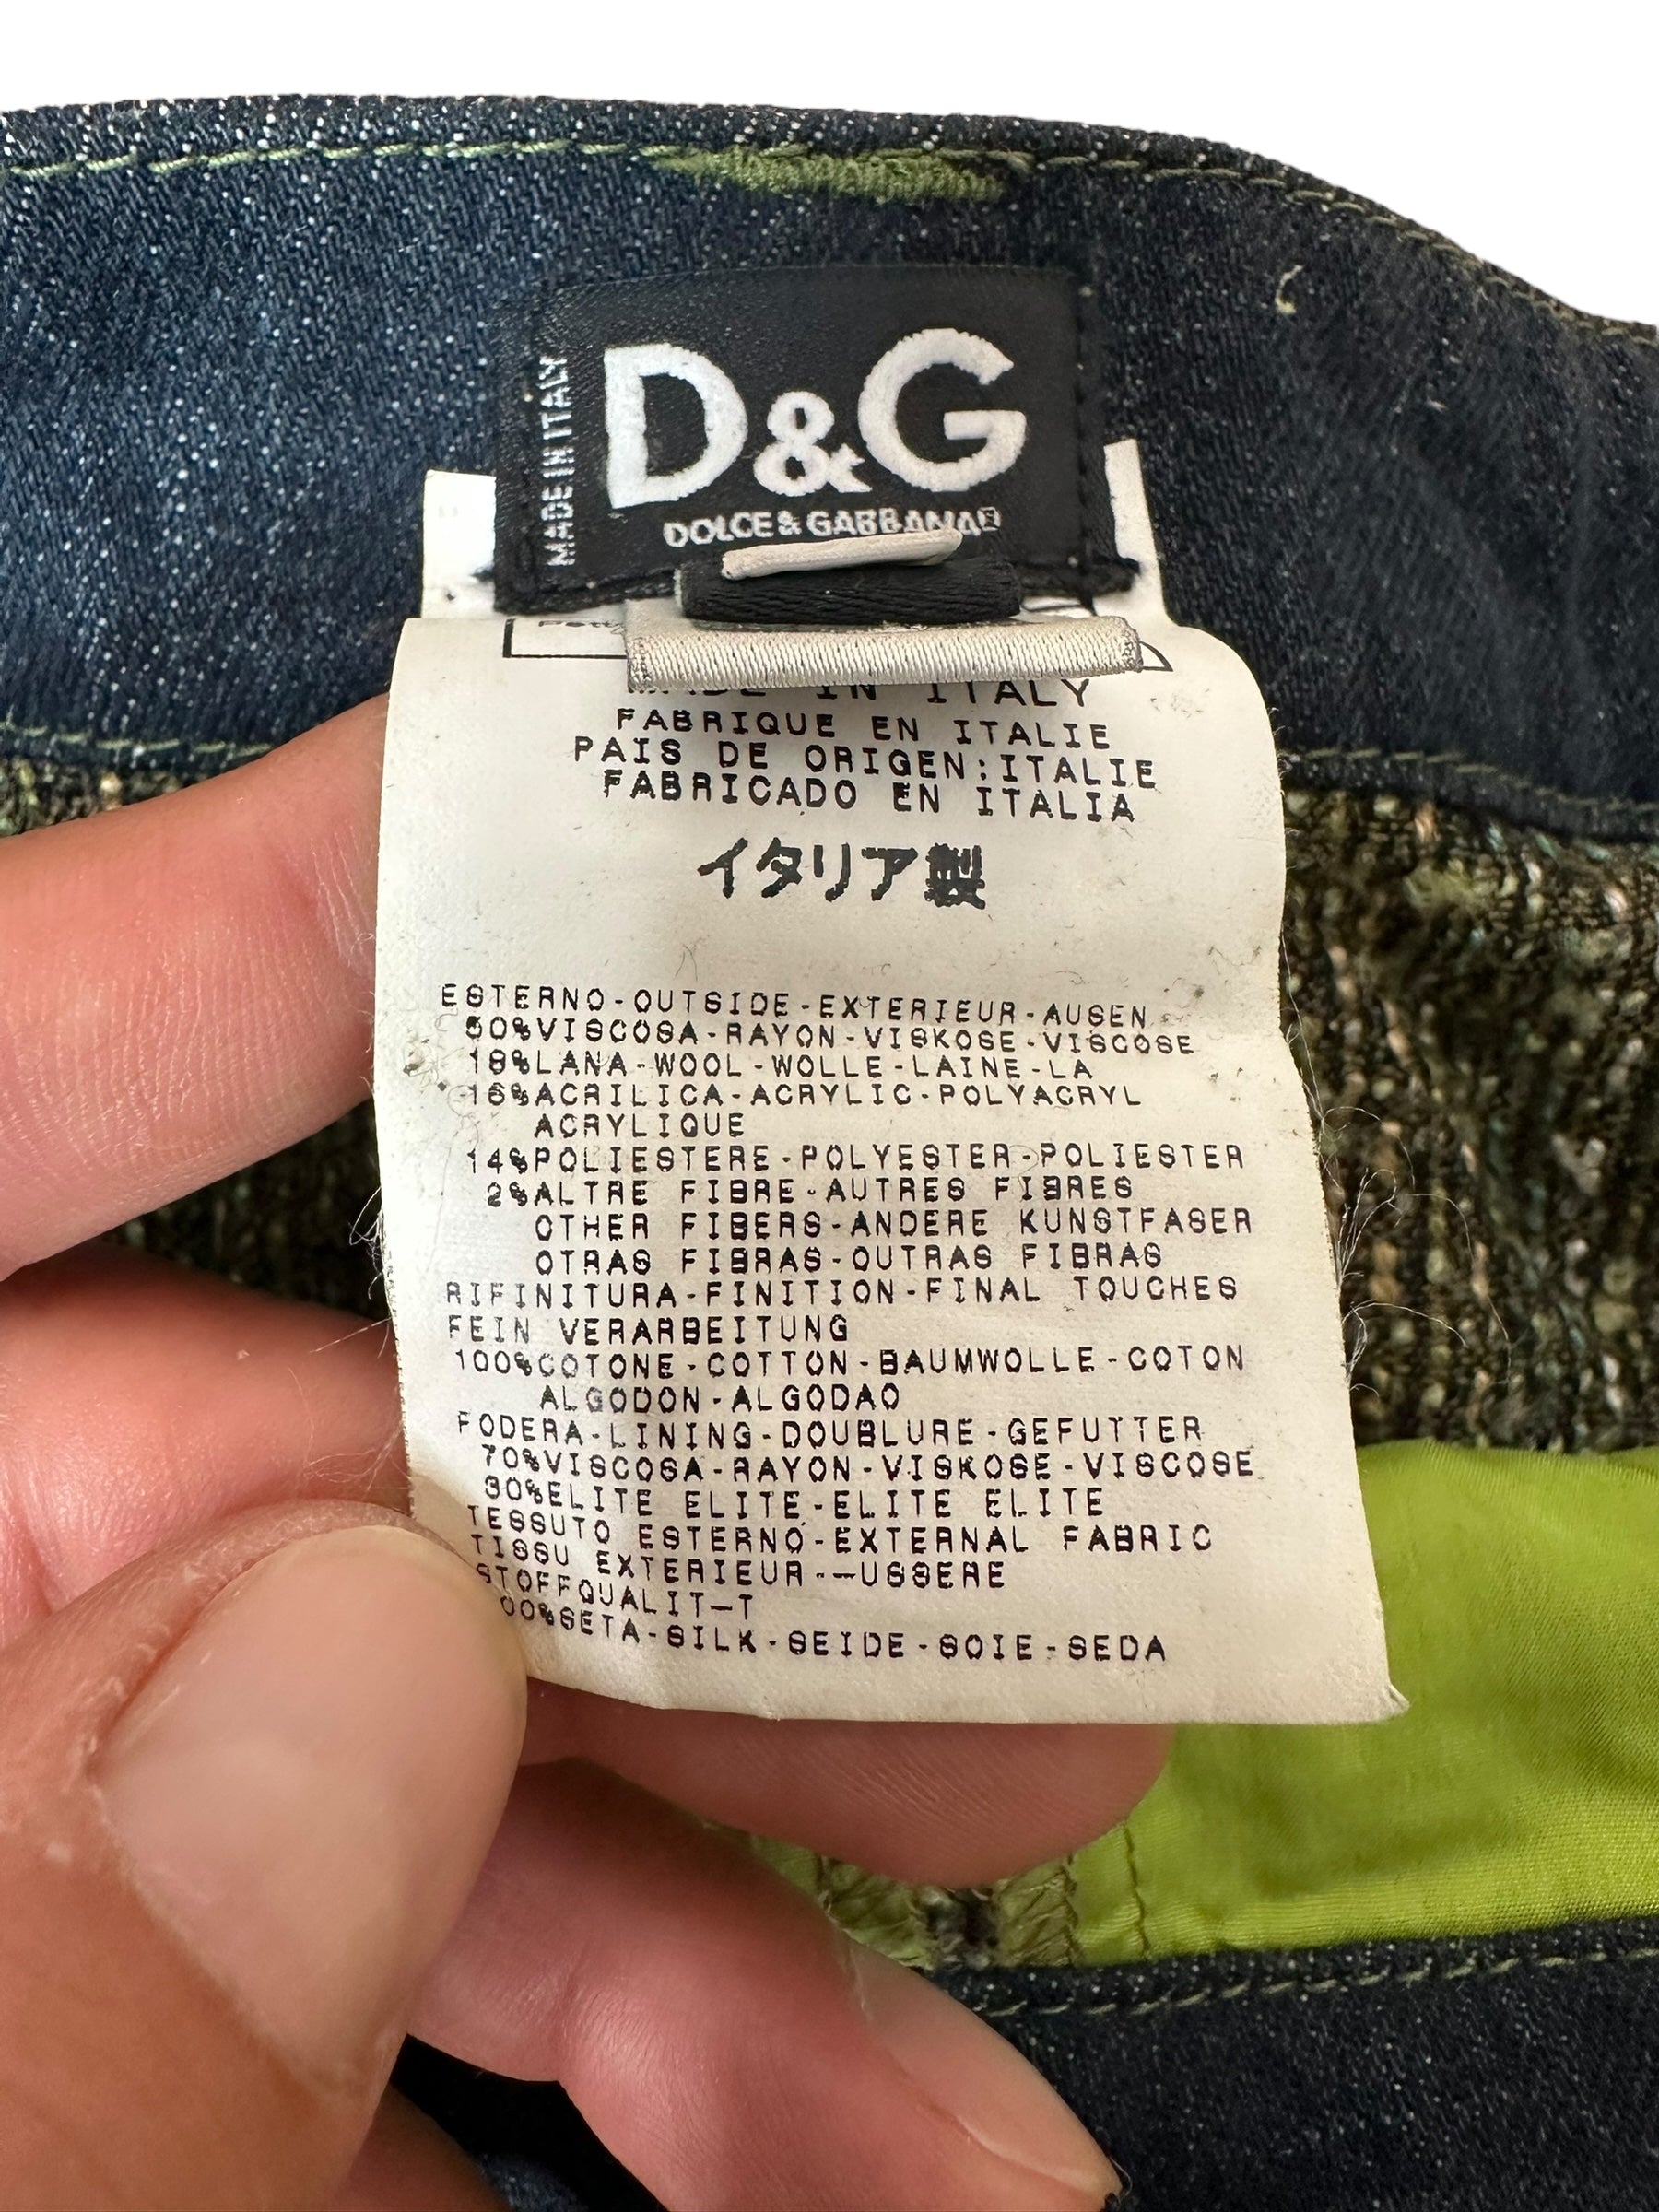 MADE IN ITALY
D&G
DOLCE & GABBANA
MADE IN ITALY
FABRIQUE EN ITALIE
PAIS DE ORIGEN:ITALIE
FABRICADO EN ITALIA
イタリア製
ESTERNO-OUTSIDE-EXTERIEUR-AUSEN
50%VISCOSA-RAYON-VISKOSE-VISCOSE
18%LANA-WOOL-WOLLE-LAINE-LA
16%ACRILICA-ACRYLIC-POLYACRYL
ACRYLIQUE
14%POLIESTERE-POLYESTER-POLIESTER
2%ALTRE FIBRE-AUTRES FIBRES
OTHER FIBERS-ANDERE KUNSTFASER
OTRAS FIBRAS-OUTRAS FIBRAS
RIFINITURA-FINITION-FINAL TOUCHES
FEIN VERARBEITUNG
100%COTONE-COTTON-BAUMWOLLE-COTON
ALGODON-ALGODAO
FODERA-LINING-DOUBLURE-GEFUTTER
70%VISCOSA-RAYON-VISKOSE-VISCOSE
30%ELITE ELITE-ELITE ELITE
TESSUTO ESTERNO-EXTERNAL FABRIC
TISSU EXTERIEUR-—USSERE
STOFFQUALIT—T
00%SETA-SILK-SEIDE-SOIE-SEDA